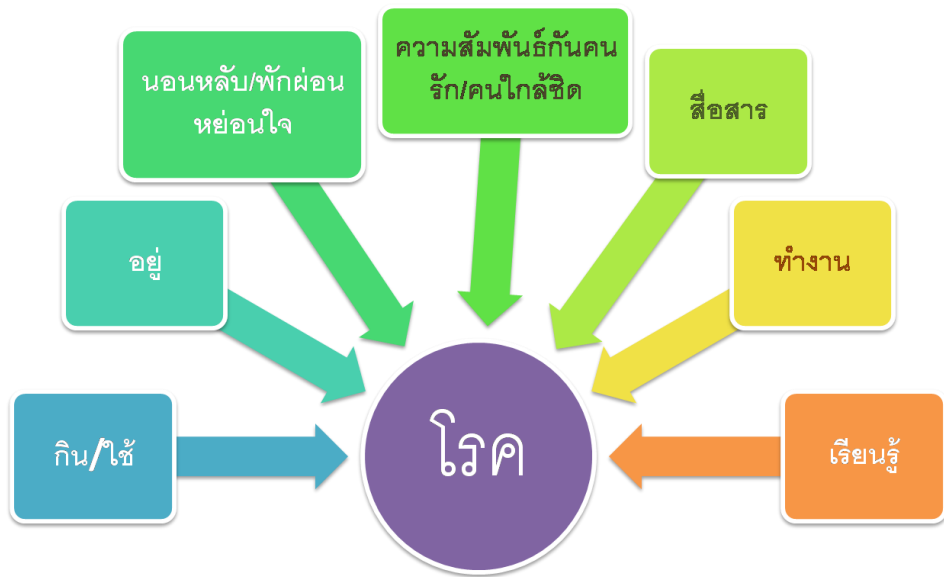 ความสัมพันธ์กันคน
รัก/คนใกล้ชิด
นอนหลับ/พักผ่อน
หย่อนใจ
สื่อสาร
อยู่
ทำงาน
กิน/ใช้
โรค
เรียนรู้